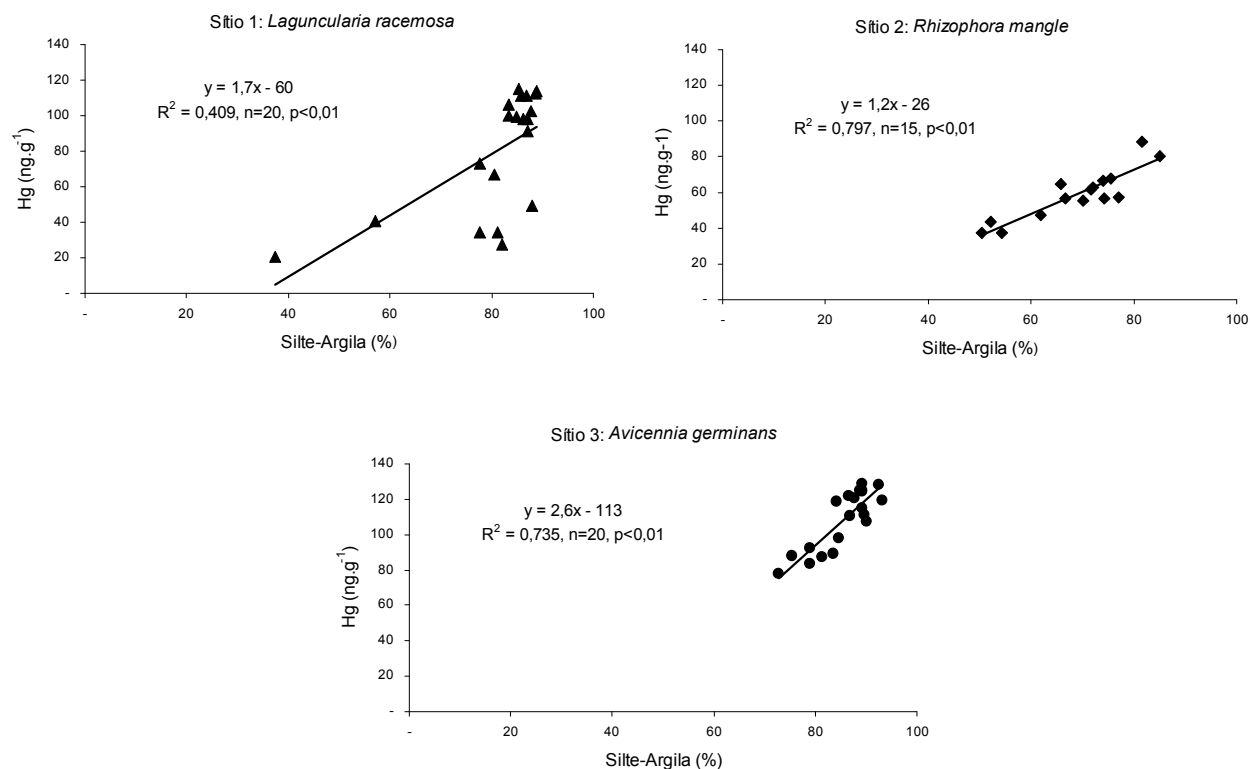 Sítio 1: Laguncularia racemosa
140
120
100
80
60
40
20
-
Hg (ng.g-1)
y = 1,7x - 60
R2 = 0,409, n=20, p<0,01
-
20
40
60
80
100
Silte-Argila (%)
Sítio 2: Rhizophora mangle
140
120
100
80
60
40
20
-
Hg (ng.g-1)
y = 1,2x - 26
R2 = 0,797, n=15, p<0,01
-
20
40
60
80
100
Silte-Argila (%)
Sítio 3: Avicennia germinans
140
120
100
80
60
40
20
-
Hg (ng.g-1)
y = 2,6x - 113
R2 = 0,735, n=20, p<0,01
-
20
40
60
80
100
Silte-Argila (%)